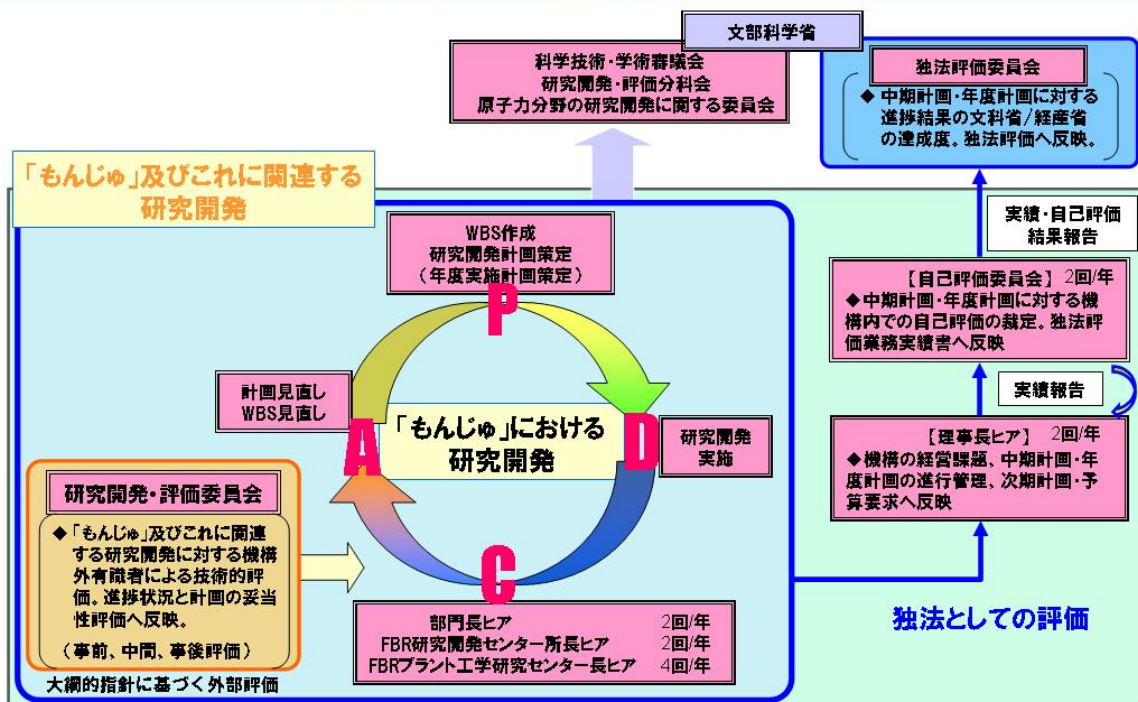 文部科学省
科学技術・学術審議会
研究開発・評価分科会
原子力分野の研究開発に関する委員会
独法評価委員会
◆ 中期計画・年度計画に対する
進捗結果の文科省/経産省
の達成度。独法評価へ反映。
「もんじゅ」及びこれに関連する
研究開発
WBS作成
研究開発計画策定
（年度実施計画策定）
P
計画見直し
WBS見直し
A
「もんじゅ」における
研究開発
D
研究開発
実施
C
研究開発・評価委員会
◆「もんじゅ」及びこれに関連
する研究開発に対する機構
外有識者による技術的評
価。進捗状況と計画の妥当
性評価へ反映。
（事前、中間、事後評価）
大綱的指針に基づく外部評価
部門長ヒア 2回/年
FBR研究開発センター所長ヒア 2回/年
FBRプラント工学研究センター長ヒア 4回/年
実績・自己評価
結果報告
【自己評価委員会】 2回/年
◆中期計画・年度計画に対する機
構内での自己評価の裁定。独法評
価業務実績書へ反映
実績報告
【理事長ヒア】 2回/年
◆機構の経営課題、中期計画・年
度計画の進行管理、次期計画・予
算要求へ反映
独法としての評価